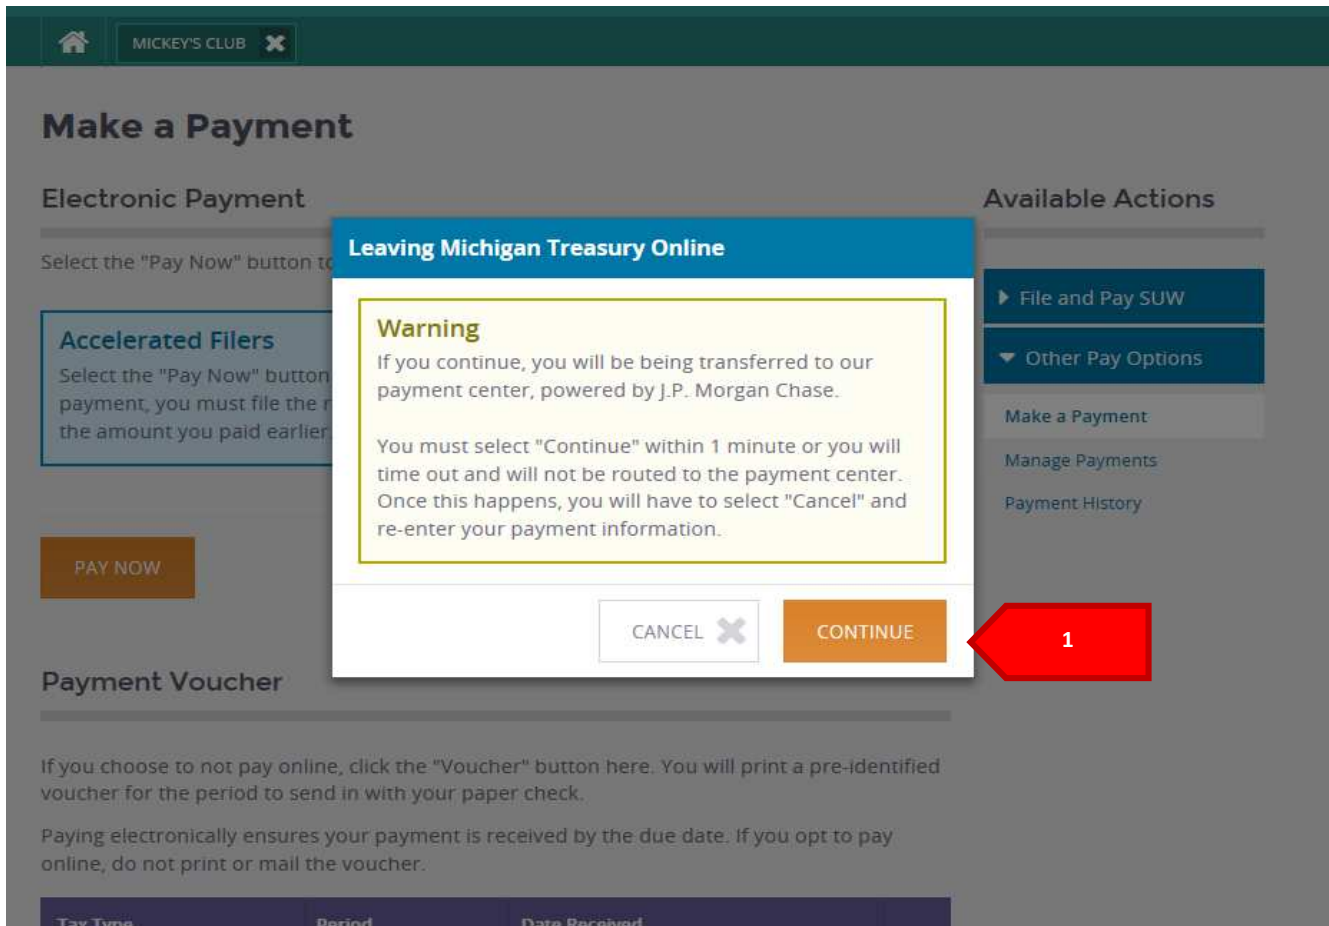 MICKEY'S CLUB
Make a Payment
Electronic Payment
Select the "Pay Now" button to
Accelerated Filers
Select the "Pay Now" button
payment, you must file the r
the amount you paid earlier
PAY NOW
Leaving Michigan Treasury Online
Warning
If you continue, you will be being transferred to our
payment center, powered by J.P. Morgan Chase.
You must select "Continue" within 1 minute or you will
time out and will not be routed to the payment center.
Once this happens, you will have to select "Cancel" and
re-enter your payment information.
CANCEL
CONTINUE
1
Available Actions
File and Pay SUW
Other Pay Options
Make a Payment
Manage Payments
Payment History
Payment Voucher
If you choose to not pay online, click the "Voucher" button here. You will print a pre-identified
voucher for the period to send in with your paper check.
Paying electronically ensures your payment is received by the due date. If you opt to pay
online, do not print or mail the voucher.
Tax Type Period Date Received